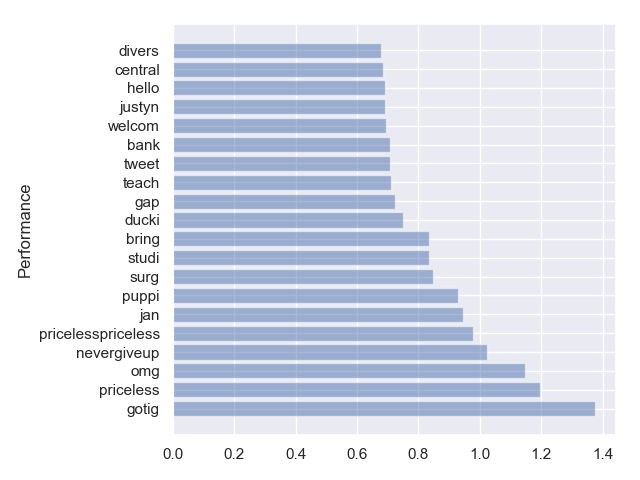 divers
central
hello
justyn
welcom
bank
tweet
teach
gap
ducki
bring
studi
surg
puppi
jan
pricelesspriceless
nevergiveup
omg
priceless
gotig
Performance
0.0 0.2 0.4 0.6 0.8 1.0 1.2 1.4